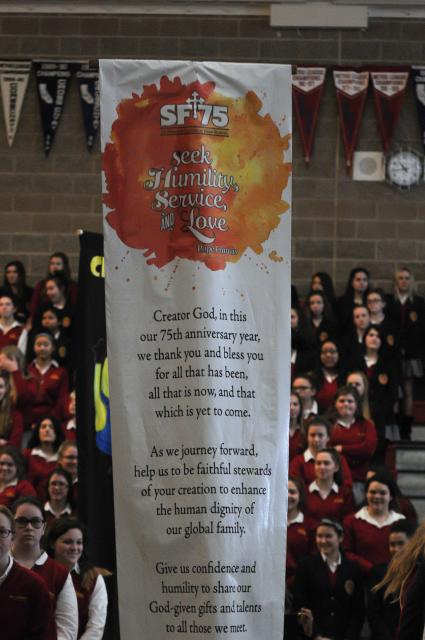 SF 75
seek
Humility,
Service,
AND Love
Pope Francis
Creator God, in this
our 75th anniversary year,
we thank you and bless you
for all that has been,
all that is now, and that
which is yet to come.
As we journey forward,
help us to be faithful stewards
of your creation to enhance
the human dignity of
our global family.
Give us confidence and
humility to share our
God-given gifts and talents
to all those we meet.